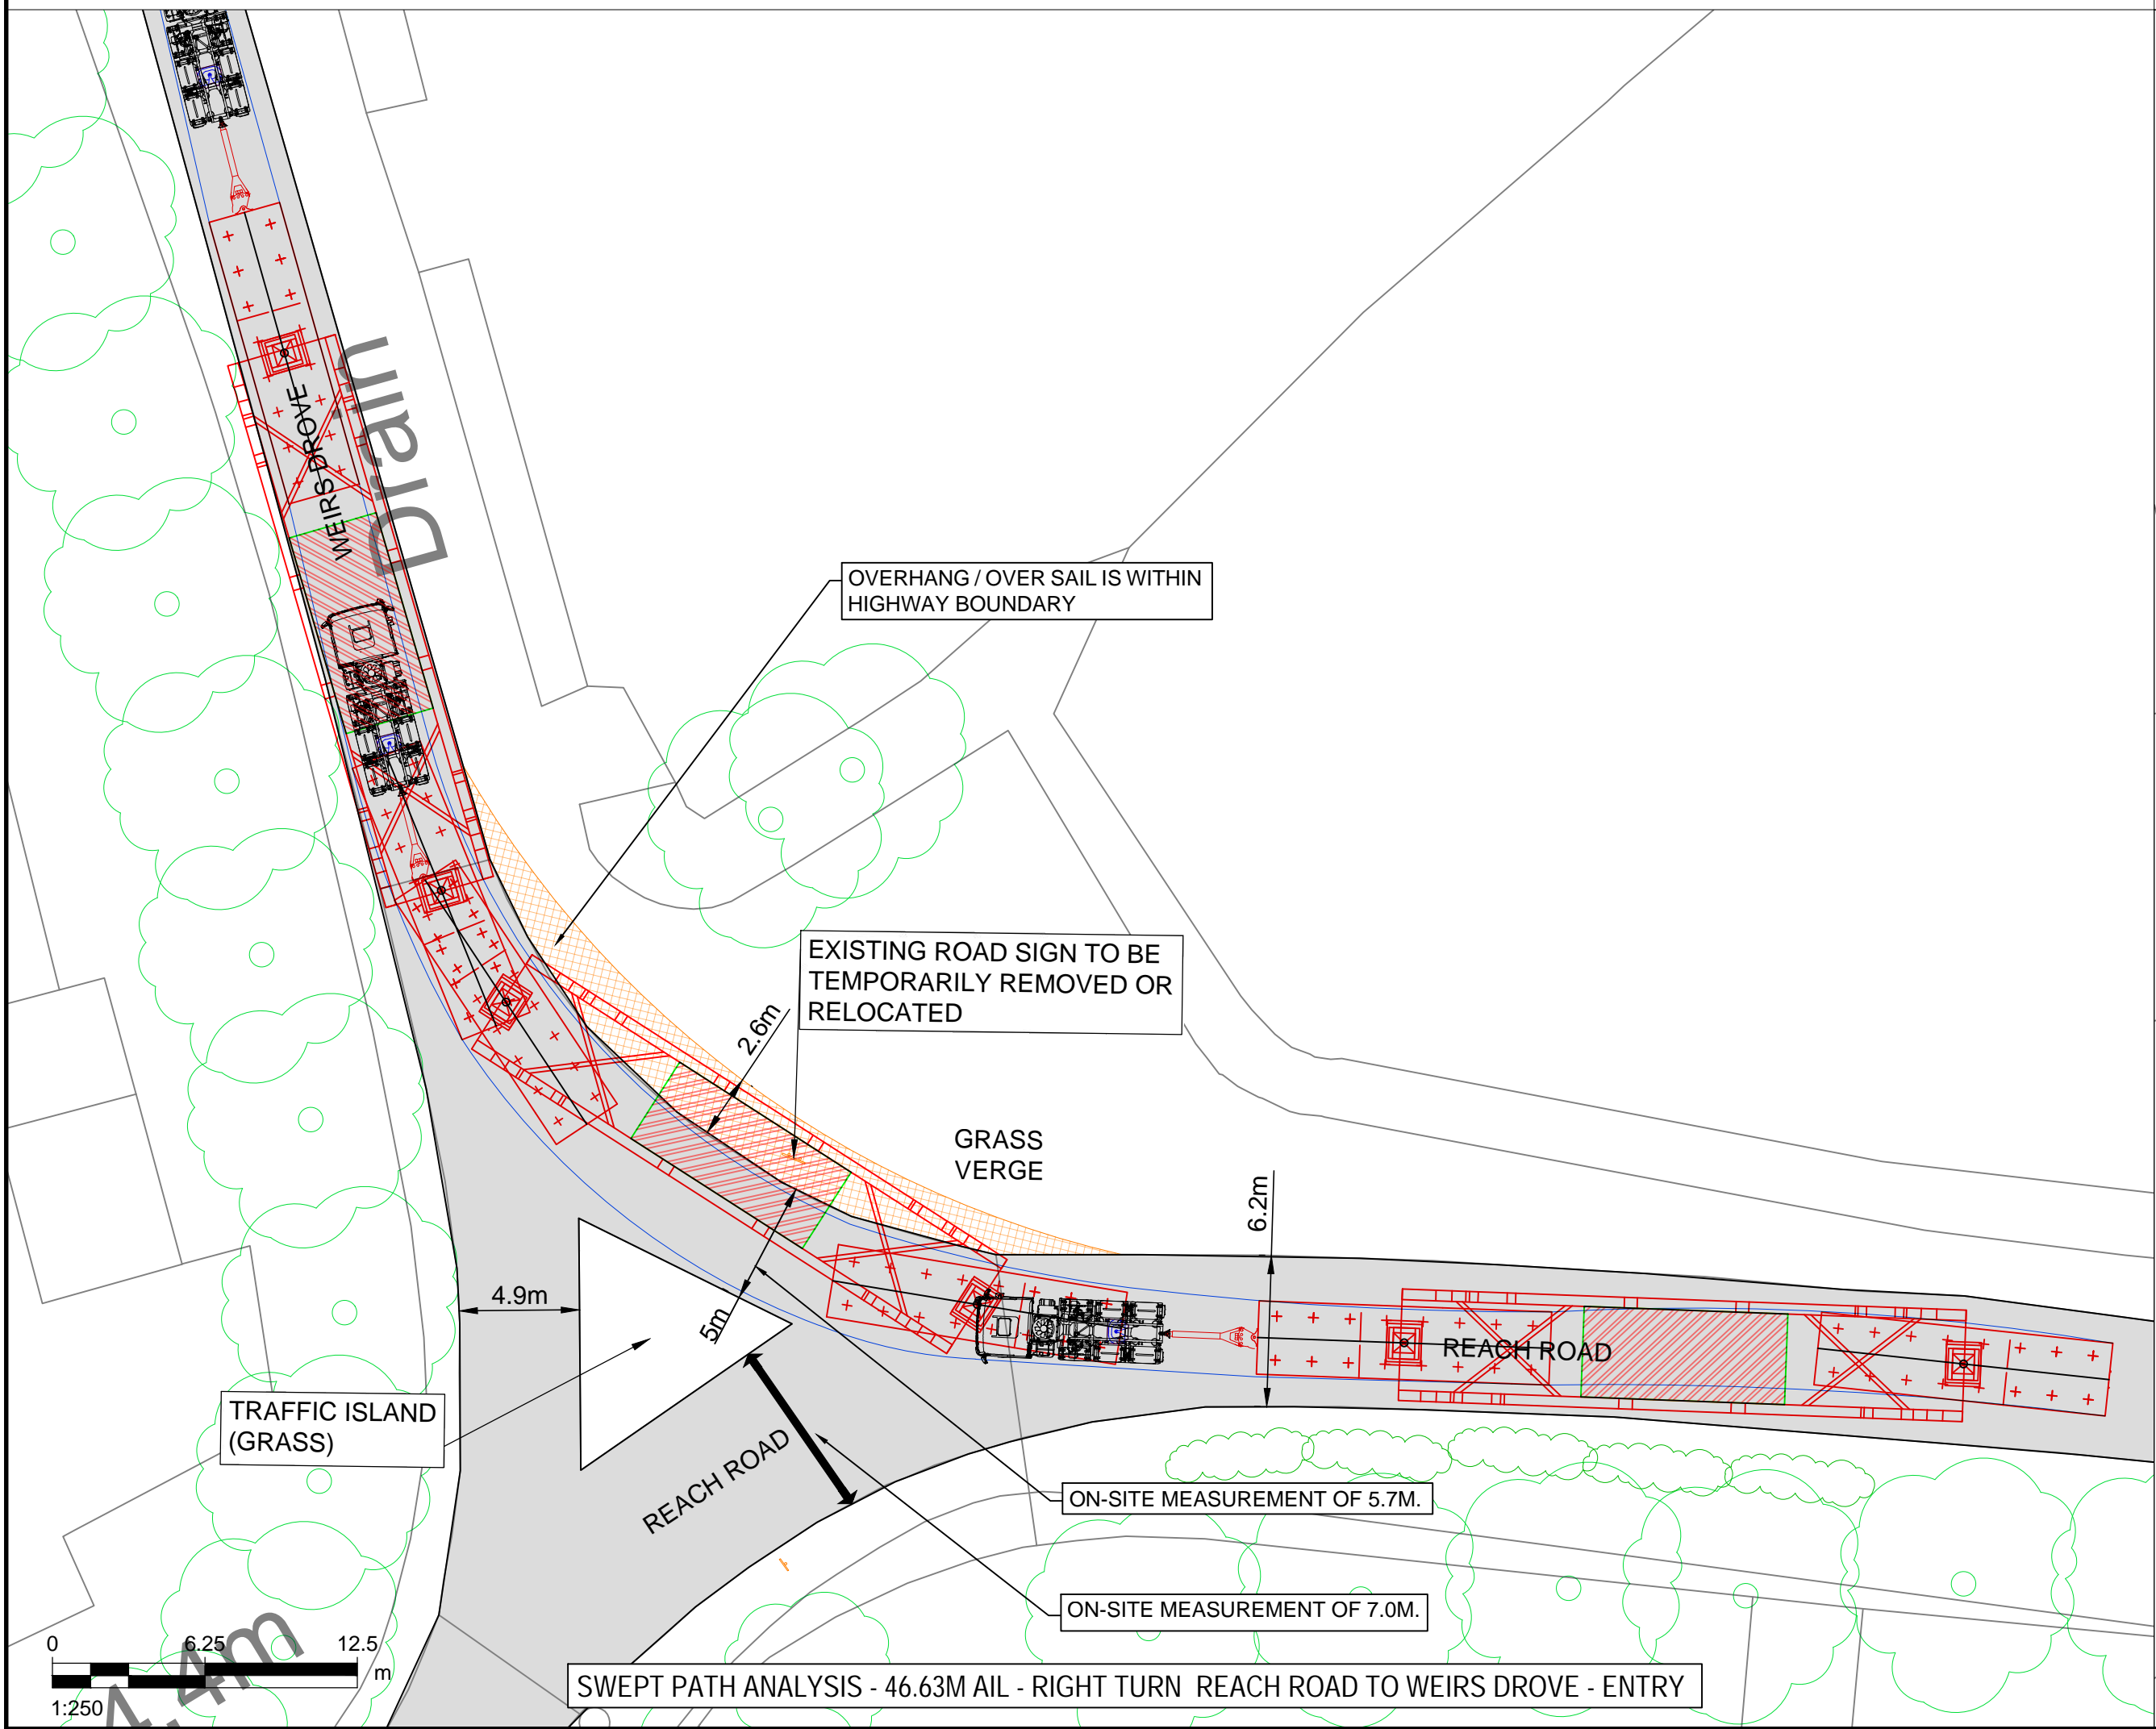 WEIRS DROVE
Drain
OVERHANG / OVER SAIL IS WITHIN
HIGHWAY BOUNDARY
EXISTING ROAD SIGN TO BE
TEMPORARILY REMOVED OR
RELOCATED
2.6m
GRASS
VERGE
6.2m
4.9m
5m
REACH ROAD
TRAFFIC ISLAND
(GRASS)
REACH ROAD
ON-SITE MEASUREMENT OF 5.7M.
ON-SITE MEASUREMENT OF 7.0M.
0 6.25 12.5
m
1:250
4.4m
SWEPT PATH ANALYSIS - 46.63M AIL - RIGHT TURN REACH ROAD TO WEIRS DROVE - ENTRY